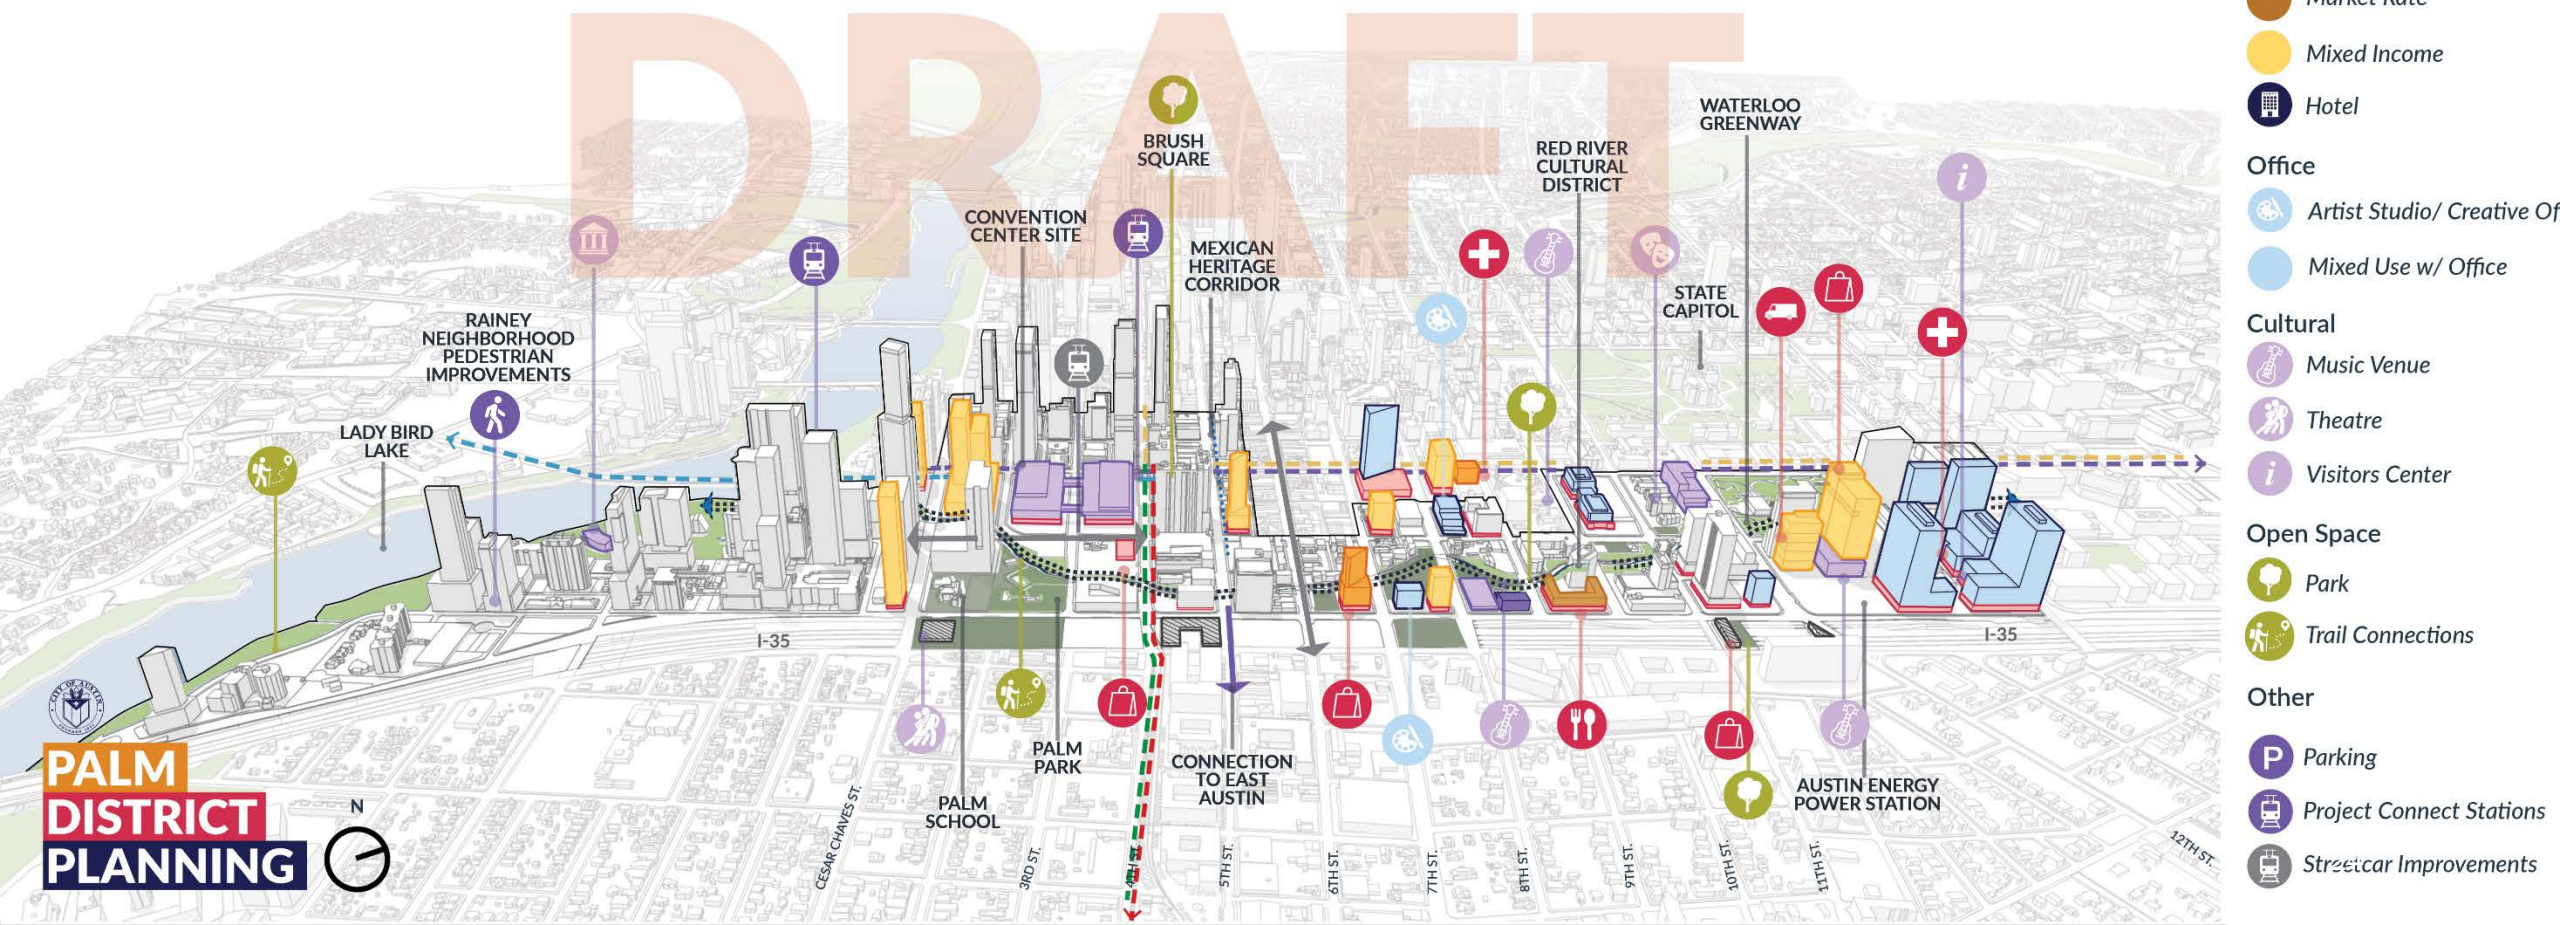 DRAFT
BRUSH
SQUARE
CONVENTION
CENTER SITE
MEXICAN
HERITAGE
CORRIDOR
RED RIVER
CULTURAL
DISTRICT
WATERLOO
GREENWAY
STATE
CAPITOL
RAINEY
NEIGHBORHOOD
PEDESTRIAN
IMPROVEMENTS
LADY BIRD
LAKE
I-35
I-35
PALM
PARK
PALM
SCHOOL
CONNECTION
TO EAST
AUSTIN
AUSTIN ENERGY
POWER STATION
CESAR CHAVES ST.
3RD ST.
4TH ST.
5TH ST.
6TH ST.
7TH ST.
8TH ST.
9TH ST.
10TH ST.
11TH ST.
12TH ST.
CITY OF AUSTIN
PALM
DISTRICT
PLANNING
N
Market Rate
Mixed Income
Hotel
Office
Artist Studio/ Creative Of
Mixed Use w/ Office
Cultural
Music Venue
Theatre
i Visitors Center
Open Space
Park
Trail Connections
Other
P Parking
Project Connect Stations
Streetcar Improvements
i